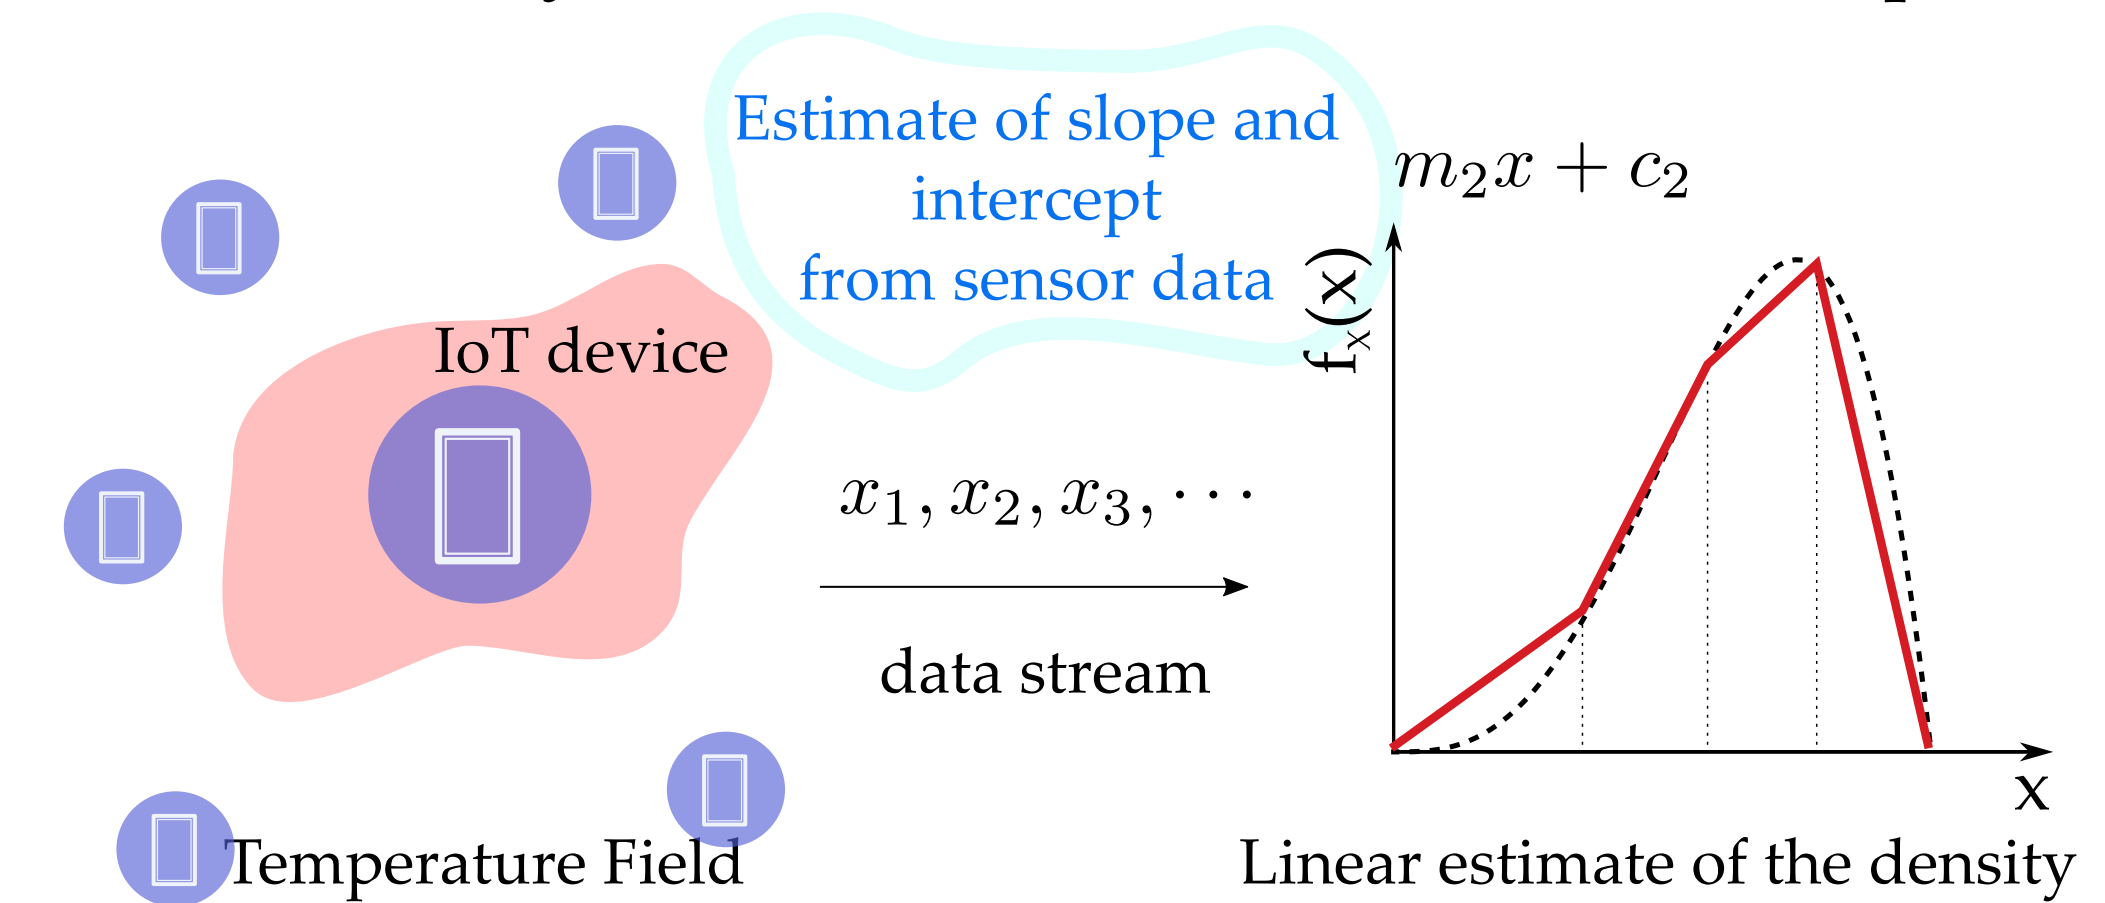 Estimate of slope and
intercept
from sensor data
m₂x + c₂
fₓ(x)
IoT device
x₁, x₂, x₃, ⋯
data stream
x
Temperature Field
Linear estimate of the density